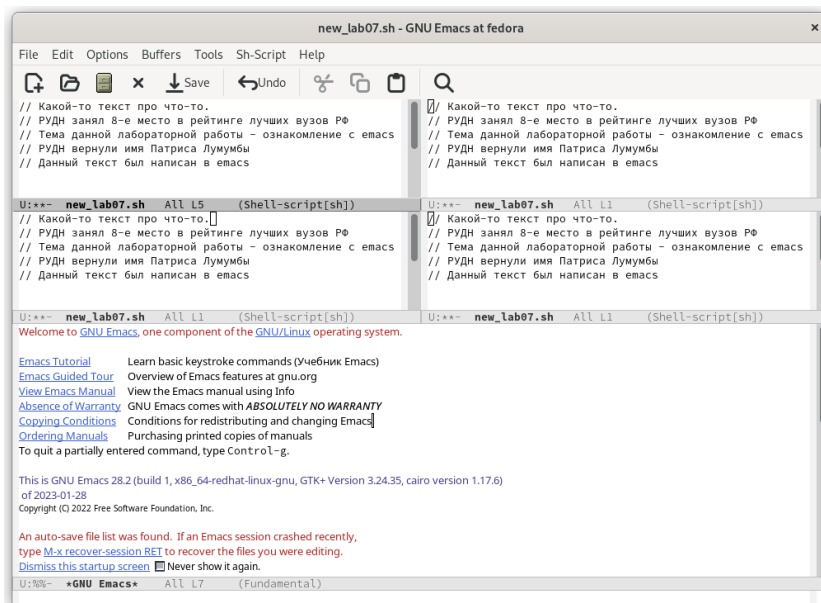 new_lab07.sh - GNU Emacs at fedora
File Edit Options Buffers Tools Sh-Script Help
Save Undo
// Какой-то текст про что-то.
// РУДН занял 8-е место в рейтинге лучших вузов РФ
// Тема данной лабораторной работы - ознакомление с emacs
// РУДН вернули имя Патриса Лумумбы
// Данный текст был написан в emacs
U:**- new_lab07.sh All L5 (Shell-script[sh])
// Какой-то текст про что-то.
// РУДН занял 8-е место в рейтинге лучших вузов РФ
// Тема данной лабораторной работы - ознакомление с emacs
// РУДН вернули имя Патриса Лумумбы
// Данный текст был написан в emacs
U:**- new_lab07.sh All L1 (Shell-script[sh])
// Какой-то текст про что-то.
// РУДН занял 8-е место в рейтинге лучших вузов РФ
// Тема данной лабораторной работы - ознакомление с emacs
// РУДН вернули имя Патриса Лумумбы
// Данный текст был написан в emacs
U:**- new_lab07.sh All L1 (Shell-script[sh])
// Какой-то текст про что-то.
// РУДН занял 8-е место в рейтинге лучших вузов РФ
// Тема данной лабораторной работы - ознакомление с emacs
// РУДН вернули имя Патриса Лумумбы
// Данный текст был написан в emacs
U:**- new_lab07.sh All L1 (Shell-script[sh])
Welcome to GNU Emacs, one component of the GNU/Linux operating system.
Emacs Tutorial Learn basic keystroke commands (Учебник Emacs)
Emacs Guided Tour Overview of Emacs features at gnu.org
View Emacs Manual View the Emacs manual using Info
Absence of Warranty GNU Emacs comes with ABSOLUTELY NO WARRANTY
Copying Conditions Conditions for redistributing and changing Emacs
Ordering Manuals Purchasing printed copies of manuals
To quit a partially entered command, type Control-g.
This is GNU Emacs 28.2 (build 1, x86_64-redhat-linux-gnu, GTK+ Version 3.24.35, cairo version 1.17.6)
of 2023-01-28
Copyright (C) 2022 Free Software Foundation, Inc.
An auto-save file list was found. If an Emacs session crashed recently,
type M-x recover-session RET to recover the files you were editing.
Dismiss this startup screen Never show it again.
U:%%- *GNU Emacs* All L7 (Fundamental)